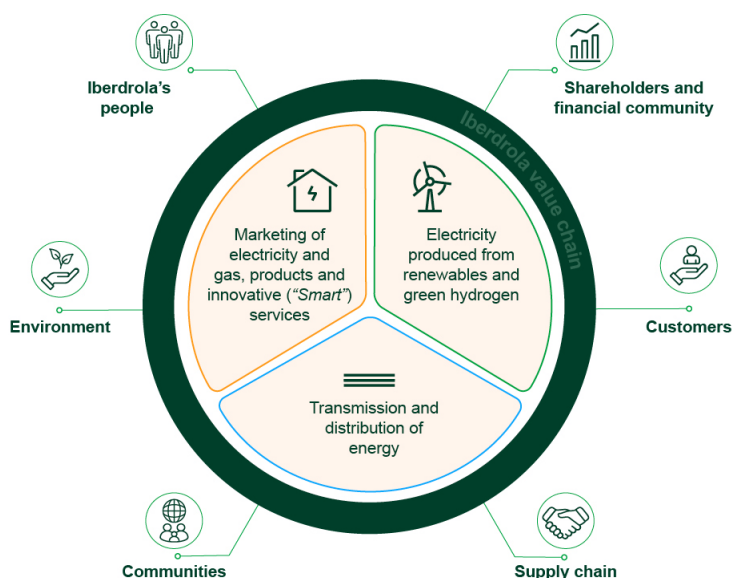 Iberdrola's
people
Shareholders and
financial community
Iberdrola value chain
Marketing of
electricity and
gas, products and
innovative (“Smart”)
services
Electricity
produced from
renewables and
green hydrogen
Environment
Customers
Transmission and
distribution of
energy
Communities
Supply chain